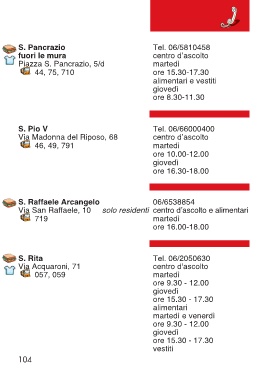 S. Pancrazio
fuori le mura
Piazza S. Pancrazio, 5/d
44, 75, 710
Tel. 06/5810458
centro d'ascolto
martedì
ore 15.30-17.30
alimentari e vestiti
giovedì
ore 8.30-11.30
S. Pio V
Via Madonna del Riposo, 68
46, 49, 791
Tel. 06/66000400
centro d'ascolto
martedì
ore 10.00-12.00
giovedì
ore 16.30-18.00
S. Raffaele Arcangelo
Via San Raffaele, 10 solo residenti
719
06/6538854
centro d'ascolto e alimentari
martedì
ore 16.00-18.00
S. Rita
Via Acquaroni, 71
057, 059
Tel. 06/2050630
centro d'ascolto
martedì
ore 9.30 - 12.00
giovedì
ore 15.30 - 17.30
alimentari
martedì e venerdì
ore 9.30 - 12.00
giovedì
ore 15.30 - 17.30
vestiti
104